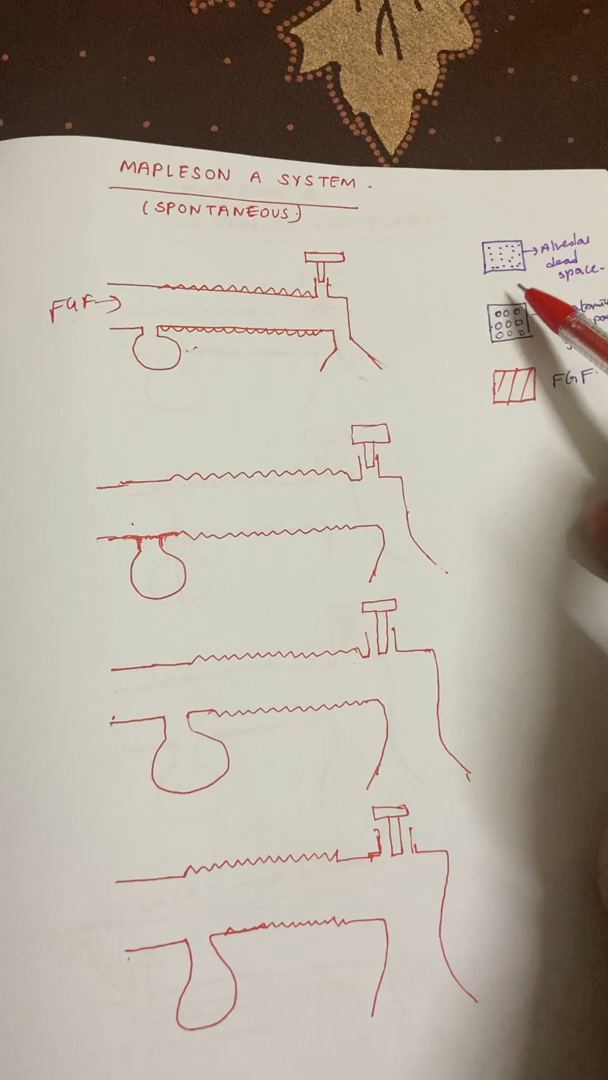 MAPLESON A SYSTEM.
(SPONTANEOUS)
FGF
Alveolar
dead
space.
FGF.